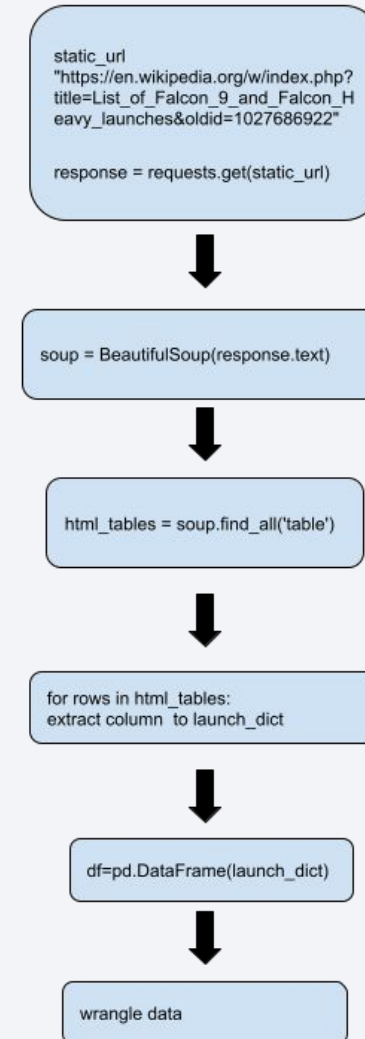 static_url
"https://en.wikipedia.org/w/index.php?
title=List_of_Falcon_9_and_Falcon_H
eavy_launches&oldid=1027686922"
response = requests.get(static_url)
soup = BeautifulSoup(response.text)
html_tables = soup.find_all('table')
for rows in html_tables:
extract column to launch_dict
df=pd.DataFrame(launch_dict)
wrangle data